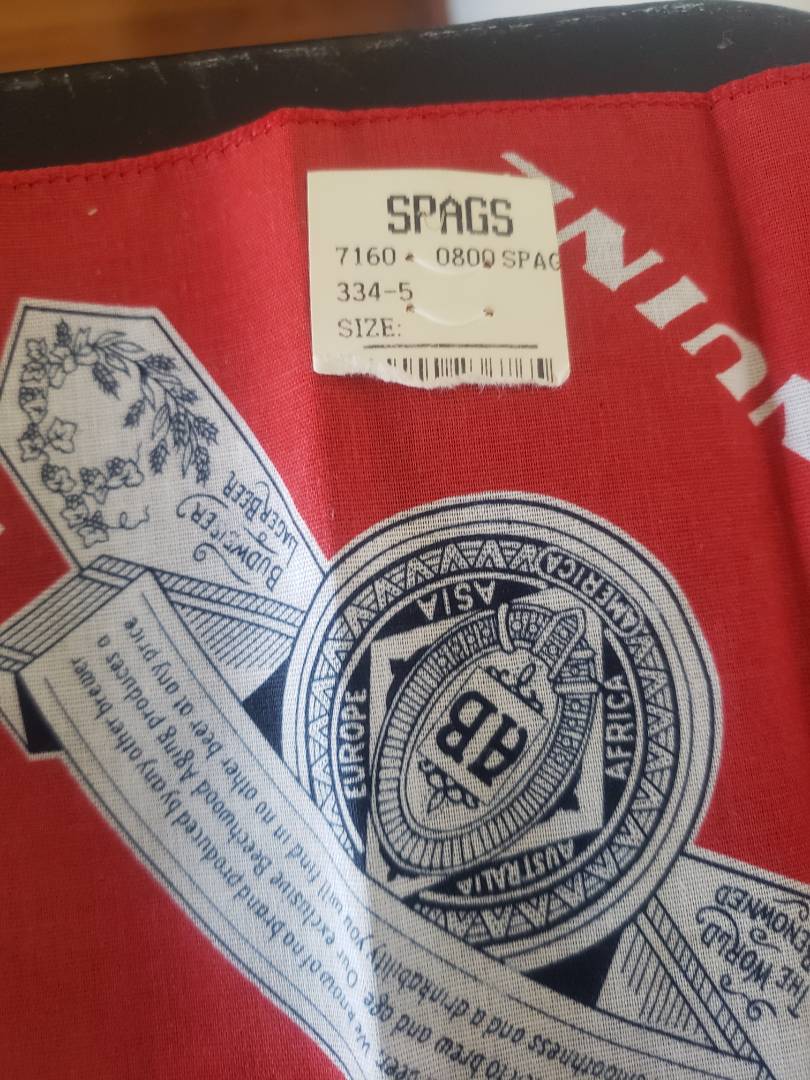 SPAGS
7160 0800 SPAG
334-5
SIZE:
UINE
BUDWEISER
LAGER BEER
ASIA
AMERICA
EUROPE
AFRICA
AUSTRALIA
AB
THE WORLD
RENOWNED
we know of no brand produced by any other brewer
to brew and age. Our exclusive Beechwood Aging produces a
smoothness and a drinkability you will find in no other beer at any price